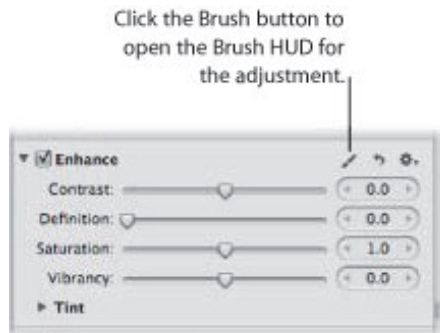 Click the Brush button to
open the Brush HUD for
the adjustment.
Enhance
Contrast: 0.0
Definition: 0.0
Saturation: 1.0
Vibrancy: 0.0
Tint